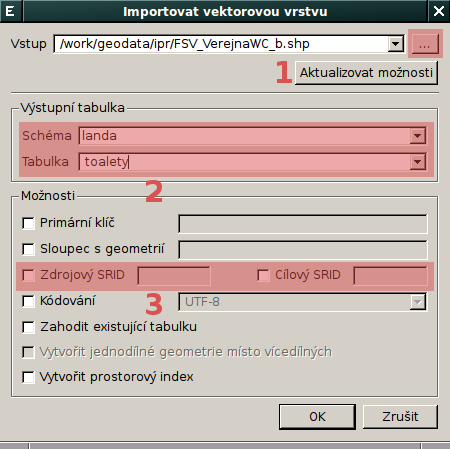 E Importovat vektorovou vrstvu X
Vstup /work/geodata/ipr/FSV_VerejnaWC_b.shp ...
1 Aktualizovat možnosti
Výstupní tabulka
Schéma landa
Tabulka toalety
2
Možnosti
Primární klíč
Sloupec s geometrií
Zdrojový SRID Cílový SRID
3
Kódování UTF-8
Zahodit existující tabulku
Vytvořit jednodílné geometrie místo vícedílných
Vytvořit prostorový index
OK Zrušit